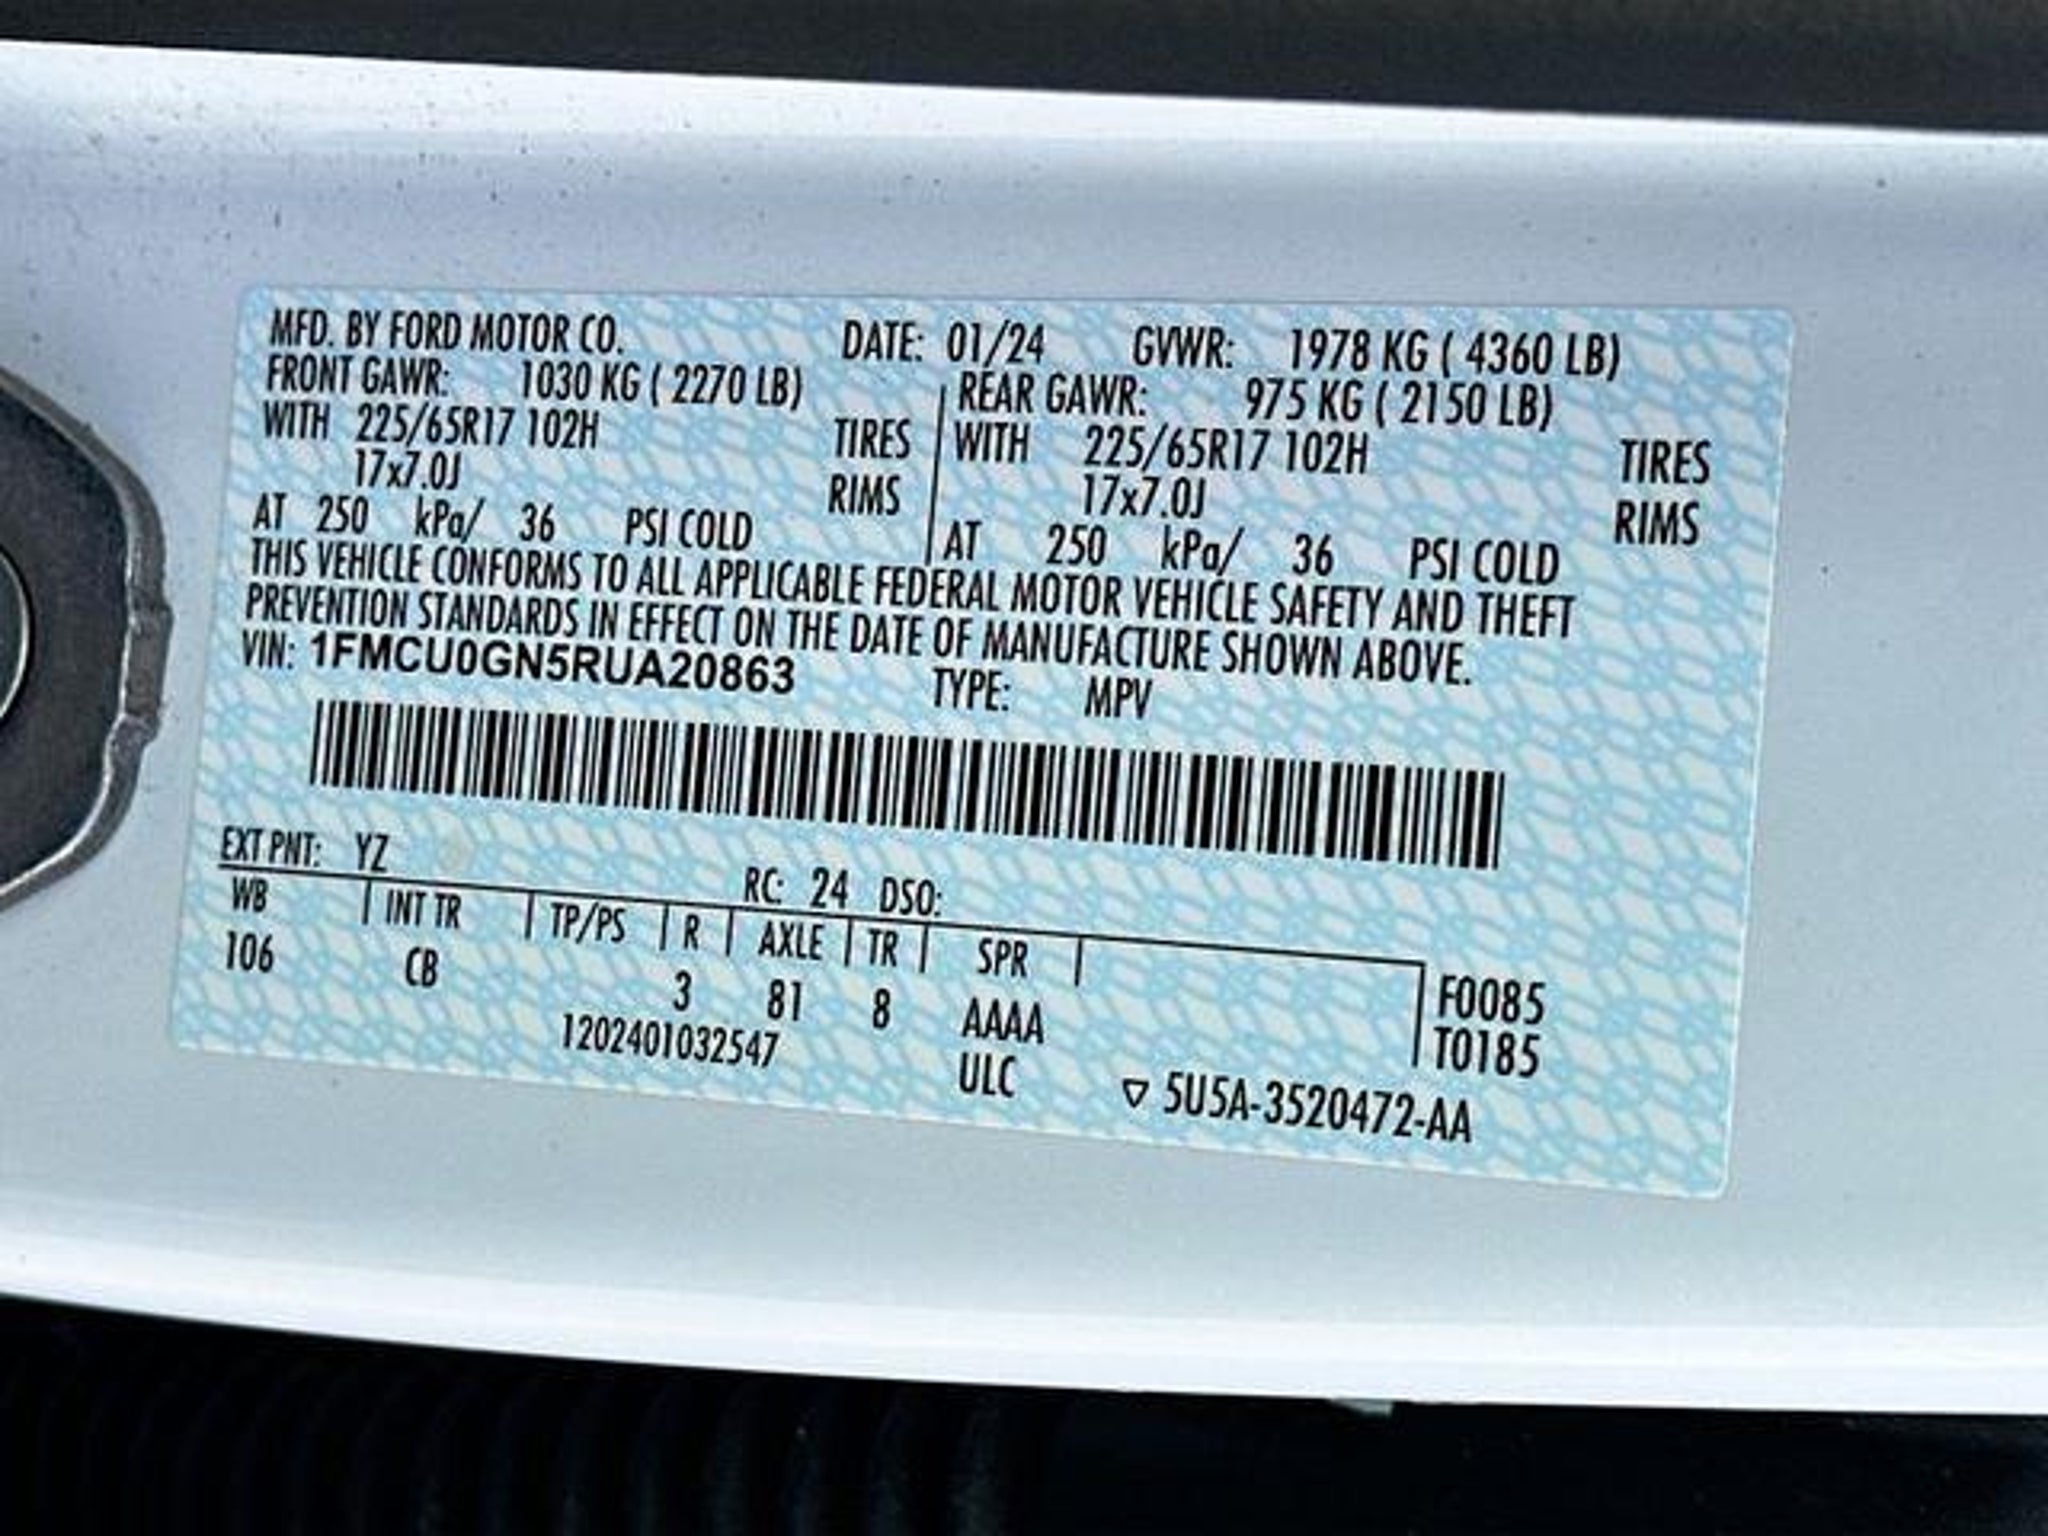 MFD. BY FORD MOTOR CO. DATE: 01/24 GVWR: 1978 KG ( 4360 LB)
FRONT GAWR: 1030 KG ( 2270 LB) REAR GAWR: 975 KG ( 2150 LB)
WITH 225/65R17 102H TIRES WITH 225/65R17 102H TIRES
17x7.0J RIMS 17x7.0J RIMS
AT 250 kPa/ 36 PSI COLD AT 250 kPa/ 36 PSI COLD
THIS VEHICLE CONFORMS TO ALL APPLICABLE FEDERAL MOTOR VEHICLE SAFETY AND THEFT
PREVENTION STANDARDS IN EFFECT ON THE DATE OF MANUFACTURE SHOWN ABOVE.
VIN: 1FMCU0GN5RUA20863 TYPE: MPV
EXT PNT: YZ RC: 24 DSO:
WB INT TR TP/PS R AXLE TR SPR
106 CB 3 81 8 AAAA F0085
1202401032547 ULC T0185
▽ 5U5A-3520472-AA